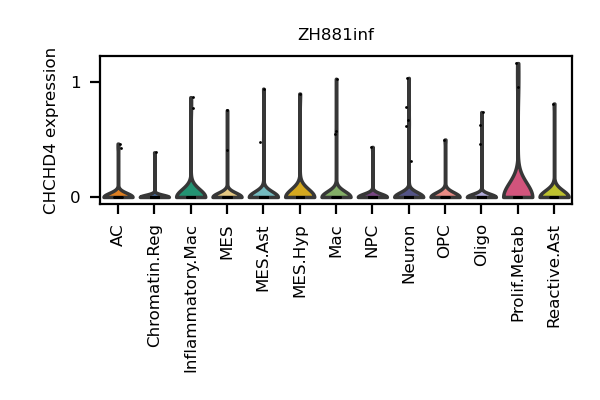 ZH881inf
CHCHD4 expression
1
0
AC
Chromatin.Reg
Inflammatory.Mac
MES
MES.Ast
MES.Hyp
Mac
NPC
Neuron
OPC
Oligo
Prolif.Metab
Reactive.Ast